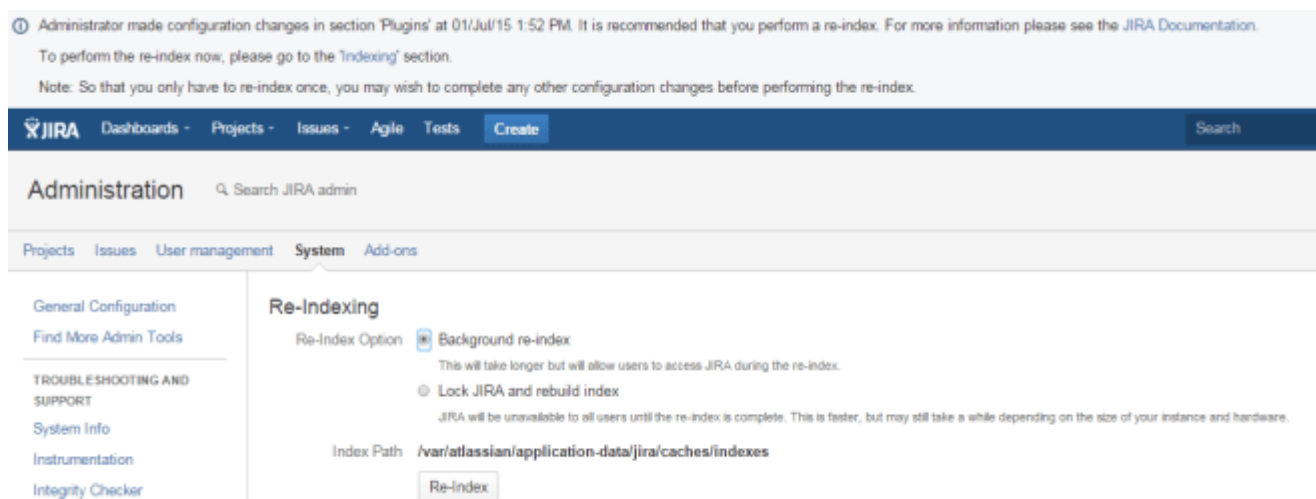 Administrator made configuration changes in section 'Plugins' at 01/Jul/15 1:52 PM. It is recommended that you perform a re-index. For more information please see the JIRA Documentation.
To perform the re-index now, please go to the 'Indexing' section.
Note: So that you only have to re-index once, you may wish to complete any other configuration changes before performing the re-index.
JIRA Dashboards Projects Issues Agile Tests Create Search
Administration Search JIRA admin
Projects Issues User management System Add-ons
General Configuration
Find More Admin Tools
TROUBLESHOOTING AND
SUPPORT
System Info
Instrumentation
Integrity Checker
Re-Indexing
Re-Index Option Background re-index
This will take longer but will allow users to access JIRA during the re-index.
Lock JIRA and rebuild index
JIRA will be unavailable to all users until the re-index is complete. This is faster, but may still take a while depending on the size of your instance and hardware.
Index Path /var/atlassian/application-data/jira/caches/indexes
Re-Index